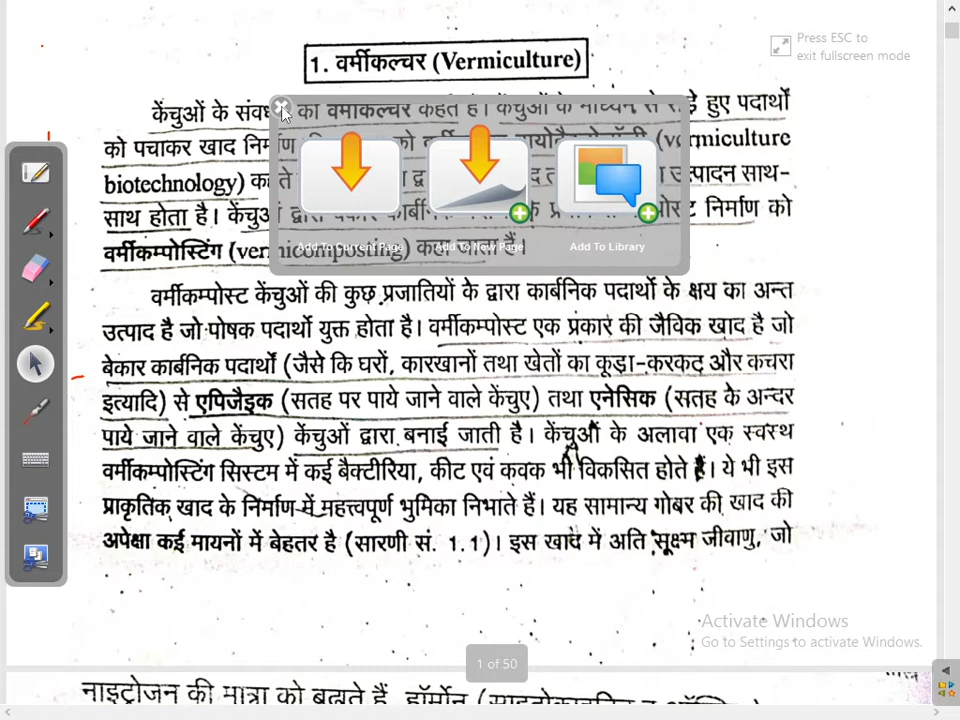 Press ESC to
exit fullscreen mode
1. वर्मीकल्चर (Vermiculture)
केंचुओं के का वर्मीकल्चर कहते हैं। केंचुओं के माध्यम से हुए पदार्थों
को पचाकर खाद को (vermiculture
biotechnology) उत्पादन साथ-
साथ होता है। द्वारा निर्माण को
वर्मीकम्पोस्टिंग (vermicomposting) कहा जाता है।
Add To Current Page
Add To New Page
Add To Library
वर्मीकम्पोस्ट केंचुओं की कुछ प्रजातियों के द्वारा कार्बनिक पदार्थों के क्षय का अन्त
उत्पाद है जो पोषक पदार्थो युक्त होता है। वर्मीकम्पोस्ट एक प्रकार की जैविक खाद है जो
बेकार कार्बनिक पदार्थों (जैसे कि घरों, कारखानों तथा खेतों का कूड़ा-करकट और कचरा
इत्यादि) से एपिजैइक (सतह पर पाये जाने वाले केंचुए) तथा एनेसिक (सतह के अन्दर
पाये जाने वाले केंचुए) केंचुओं द्वारा बनाई जाती है। केंचुओं के अलावा एक स्वस्थ
वर्मीकम्पोस्टिंग सिस्टम में कई बैक्टीरिया, कीट एवं कवक भी विकसित होते हैं। ये भी इस
प्राकृतिक खाद के निर्माण में महत्त्वपूर्ण भुमिका निभाते हैं। यह सामान्य गोबर की खाद की
अपेक्षा कई मायनों में बेहतर है (सारणी सं. 1.1)। इस खाद में अति सूक्ष्म जीवाणु, जो
Activate Windows
Go to Settings to activate Windows.
1 of 50
नाइट्रोजन की मात्रा को बढ़ाते हैं, हॉर्मोन